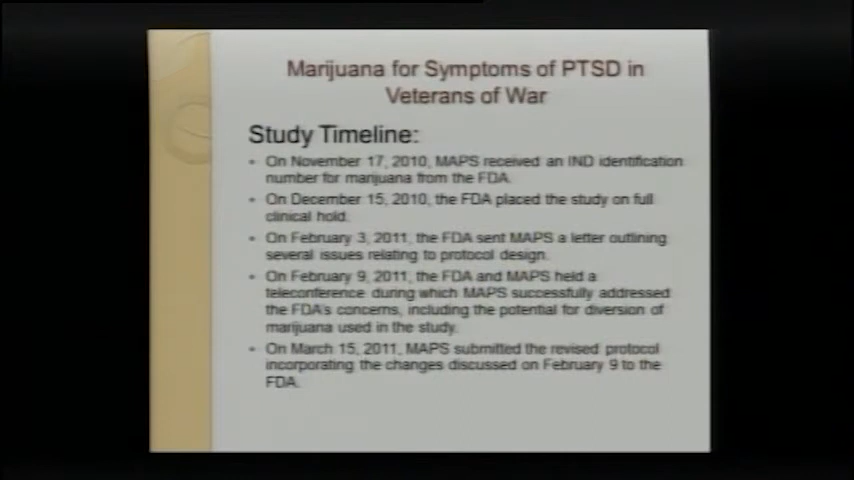 Marijuana for Symptoms of PTSD in
Veterans of War
Study Timeline:
• On November 17, 2010, MAPS received an IND identification
number for marijuana from the FDA.
• On December 15, 2010, the FDA placed the study on full
clinical hold.
• On February 3, 2011, the FDA sent MAPS a letter outlining
several issues relating to protocol design.
• On February 9, 2011, the FDA and MAPS held a
teleconference during which MAPS successfully addressed
the FDA's concerns, including the potential for diversion of
marijuana used in the study.
• On March 15, 2011, MAPS submitted the revised protocol
incorporating the changes discussed on February 9 to the
FDA.